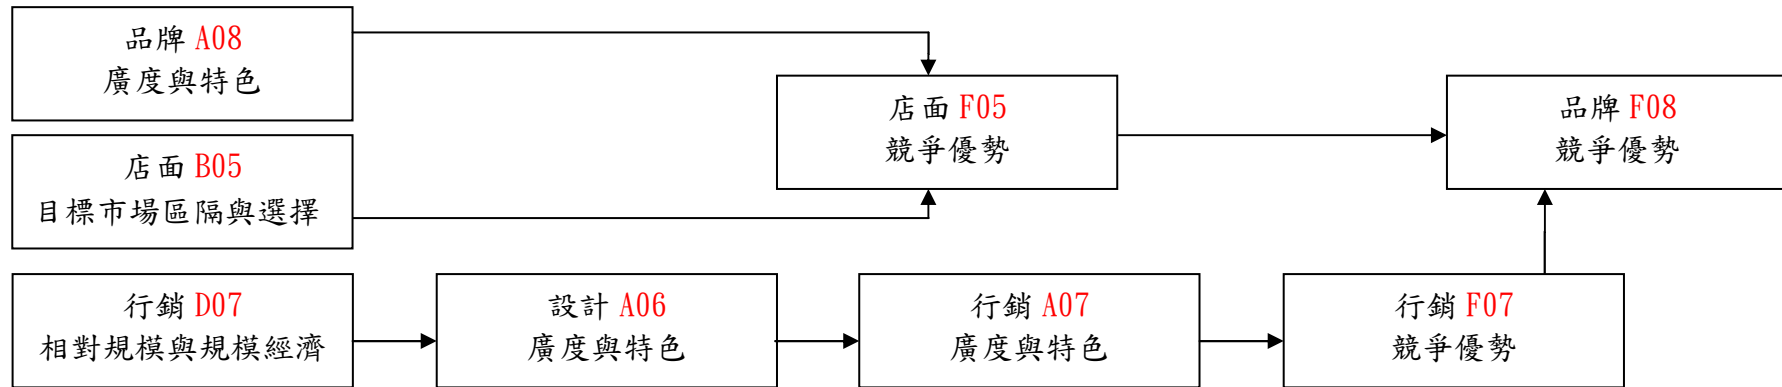 品牌 A08
廣度與特色
店面 F05
競爭優勢
品牌 F08
競爭優勢
店面 B05
目標市場區隔與選擇
行銷 D07
相對規模與規模經濟
設計 A06
廣度與特色
行銷 A07
廣度與特色
行銷 F07
競爭優勢